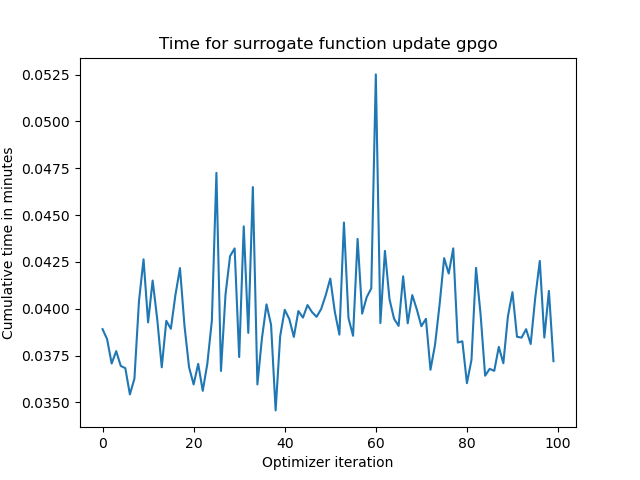 Time for surrogate function update gpgo
0.0525
0.0500
0.0475
0.0450
0.0425
0.0400
0.0375
0.0350
Cumulative time in minutes
0 20 40 60 80 100
Optimizer iteration